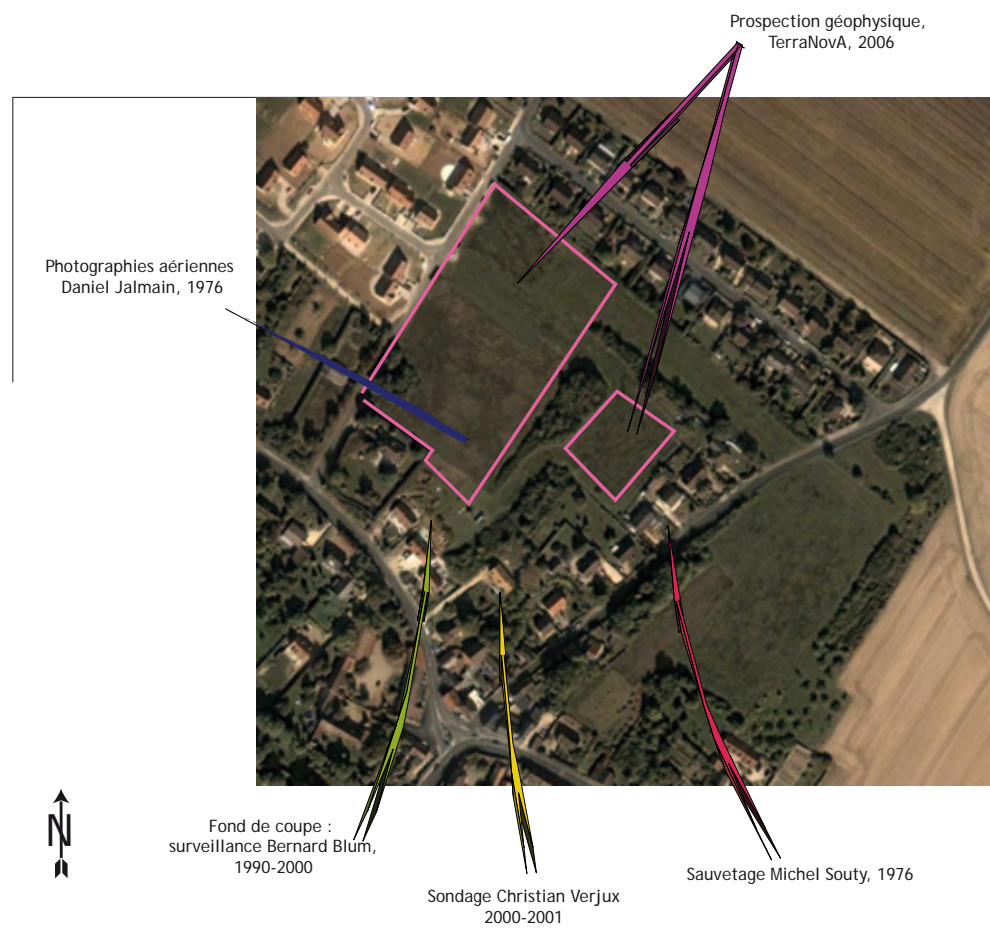 Prospection géophysique,
TerraNovA, 2006
Photographies aériennes
Daniel Jalmain, 1976
N
Fond de coupe :
surveillance Bernard Blum,
1990-2000
Sondage Christian Verjux
2000-2001
Sauvetage Michel Souty, 1976